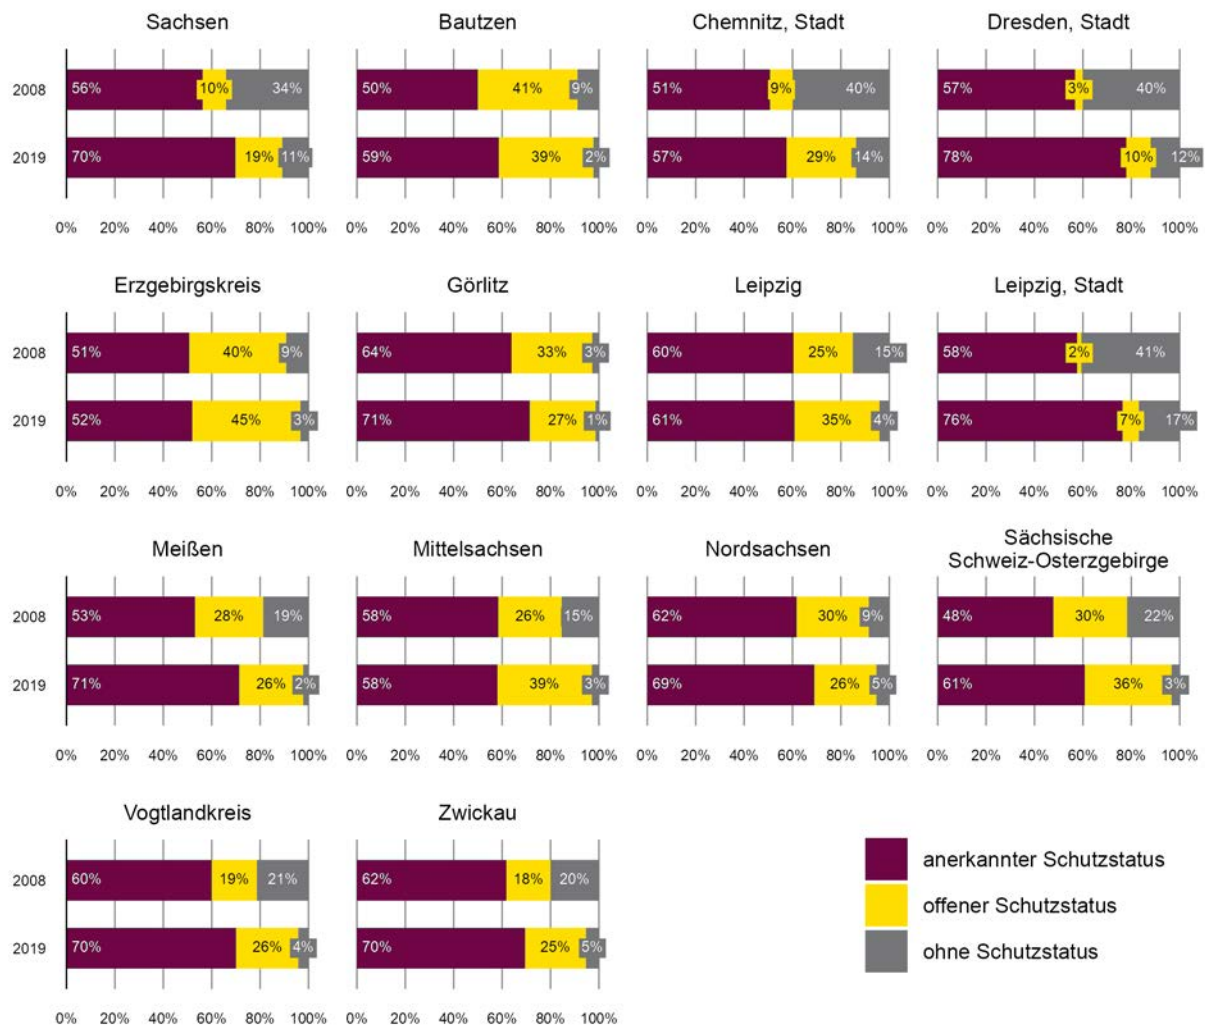 Sachsen
Bautzen
Chemnitz, Stadt
Dresden, Stadt
2008
56% 10% 34%
50% 41% 9%
51% 9% 40%
57% 3% 40%
2019
70% 19% 11%
59% 39% 2%
57% 29% 14%
78% 10% 12%
0% 20% 40% 60% 80% 100%
0% 20% 40% 60% 80% 100%
0% 20% 40% 60% 80% 100%
0% 20% 40% 60% 80% 100%
Erzgebirgskreis
Görlitz
Leipzig
Leipzig, Stadt
2008
51% 40% 9%
64% 33% 3%
60% 25% 15%
58% 2% 41%
2019
52% 45% 3%
71% 27% 1%
61% 35% 4%
76% 7% 17%
0% 20% 40% 60% 80% 100%
0% 20% 40% 60% 80% 100%
0% 20% 40% 60% 80% 100%
0% 20% 40% 60% 80% 100%
Meißen
Mittelsachsen
Nordsachsen
Sächsische
Schweiz-Osterzgebirge
2008
53% 28% 19%
58% 26% 15%
62% 30% 9%
48% 30% 22%
2019
71% 26% 2%
58% 39% 3%
69% 26% 5%
61% 36% 3%
0% 20% 40% 60% 80% 100%
0% 20% 40% 60% 80% 100%
0% 20% 40% 60% 80% 100%
0% 20% 40% 60% 80% 100%
Vogtlandkreis
Zwickau
2008
60% 19% 21%
62% 18% 20%
2019
70% 26% 4%
70% 25% 5%
0% 20% 40% 60% 80% 100%
0% 20% 40% 60% 80% 100%
anerkannter Schutzstatus
offener Schutzstatus
ohne Schutzstatus